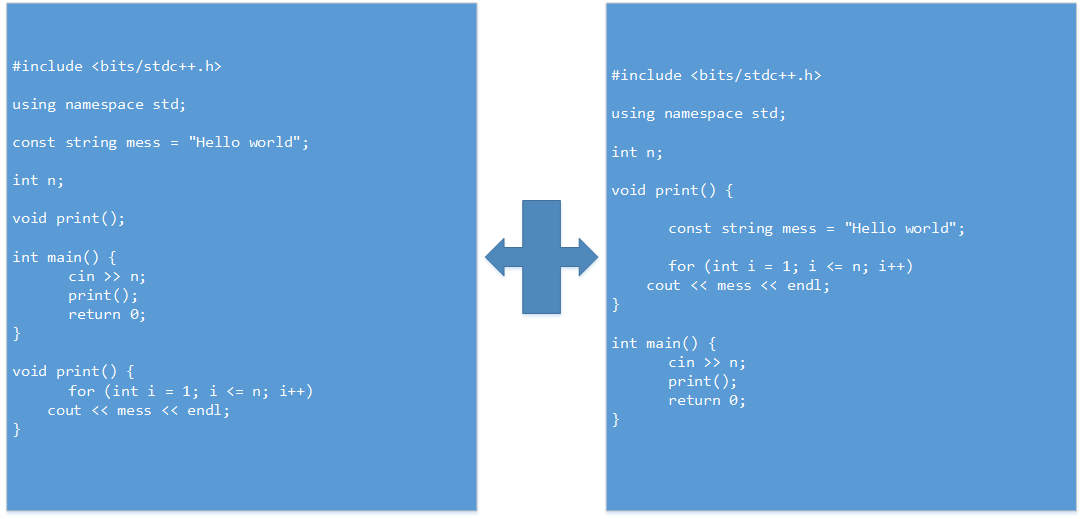 #include <bits/stdc++.h>
using namespace std;
const string mess = "Hello world";
int n;
void print();
int main() {
cin >> n;
print();
return 0;
}
void print() {
for (int i = 1; i <= n; i++)
cout << mess << endl;
}
#include <bits/stdc++.h>
using namespace std;
int n;
void print() {
const string mess = "Hello world";
for (int i = 1; i <= n; i++)
cout << mess << endl;
}
int main() {
cin >> n;
print();
return 0;
}